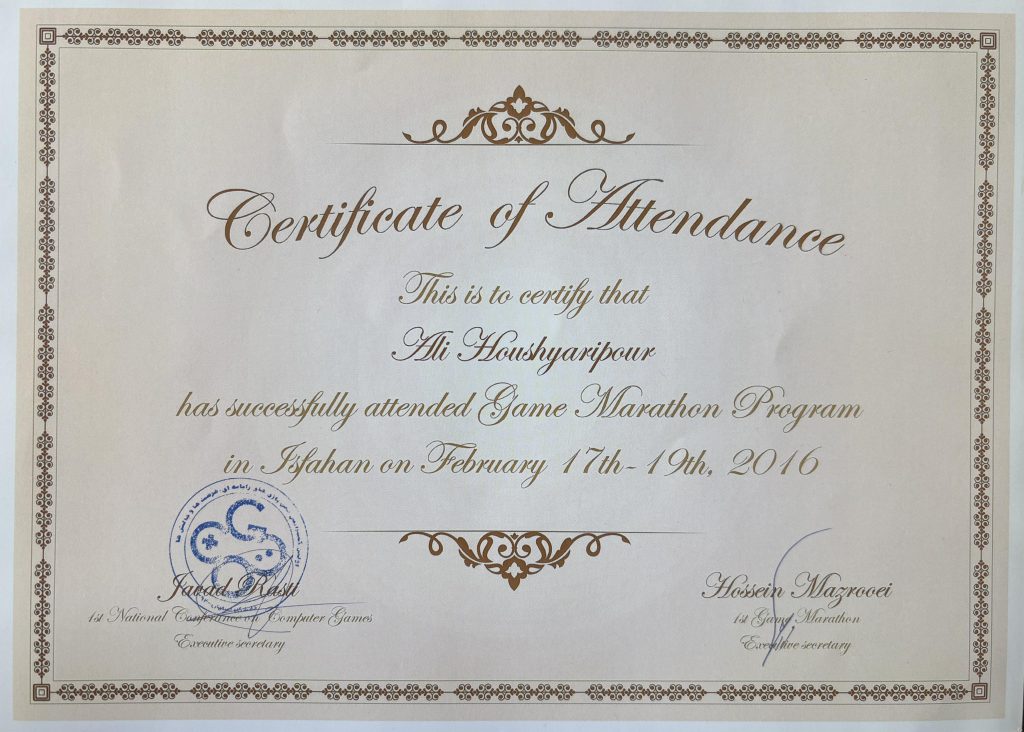 Certificate of Attendance
This is to certify that
Ali Houshyaripour
has successfully attended Game Marathon Program
in Isfahan on February 17th-19th, 2016
Javad Rasti
1st National Conferance on Computer Games
Executive secretary
Hossein Mazrooei
1st Game Marathon
Executive secretary